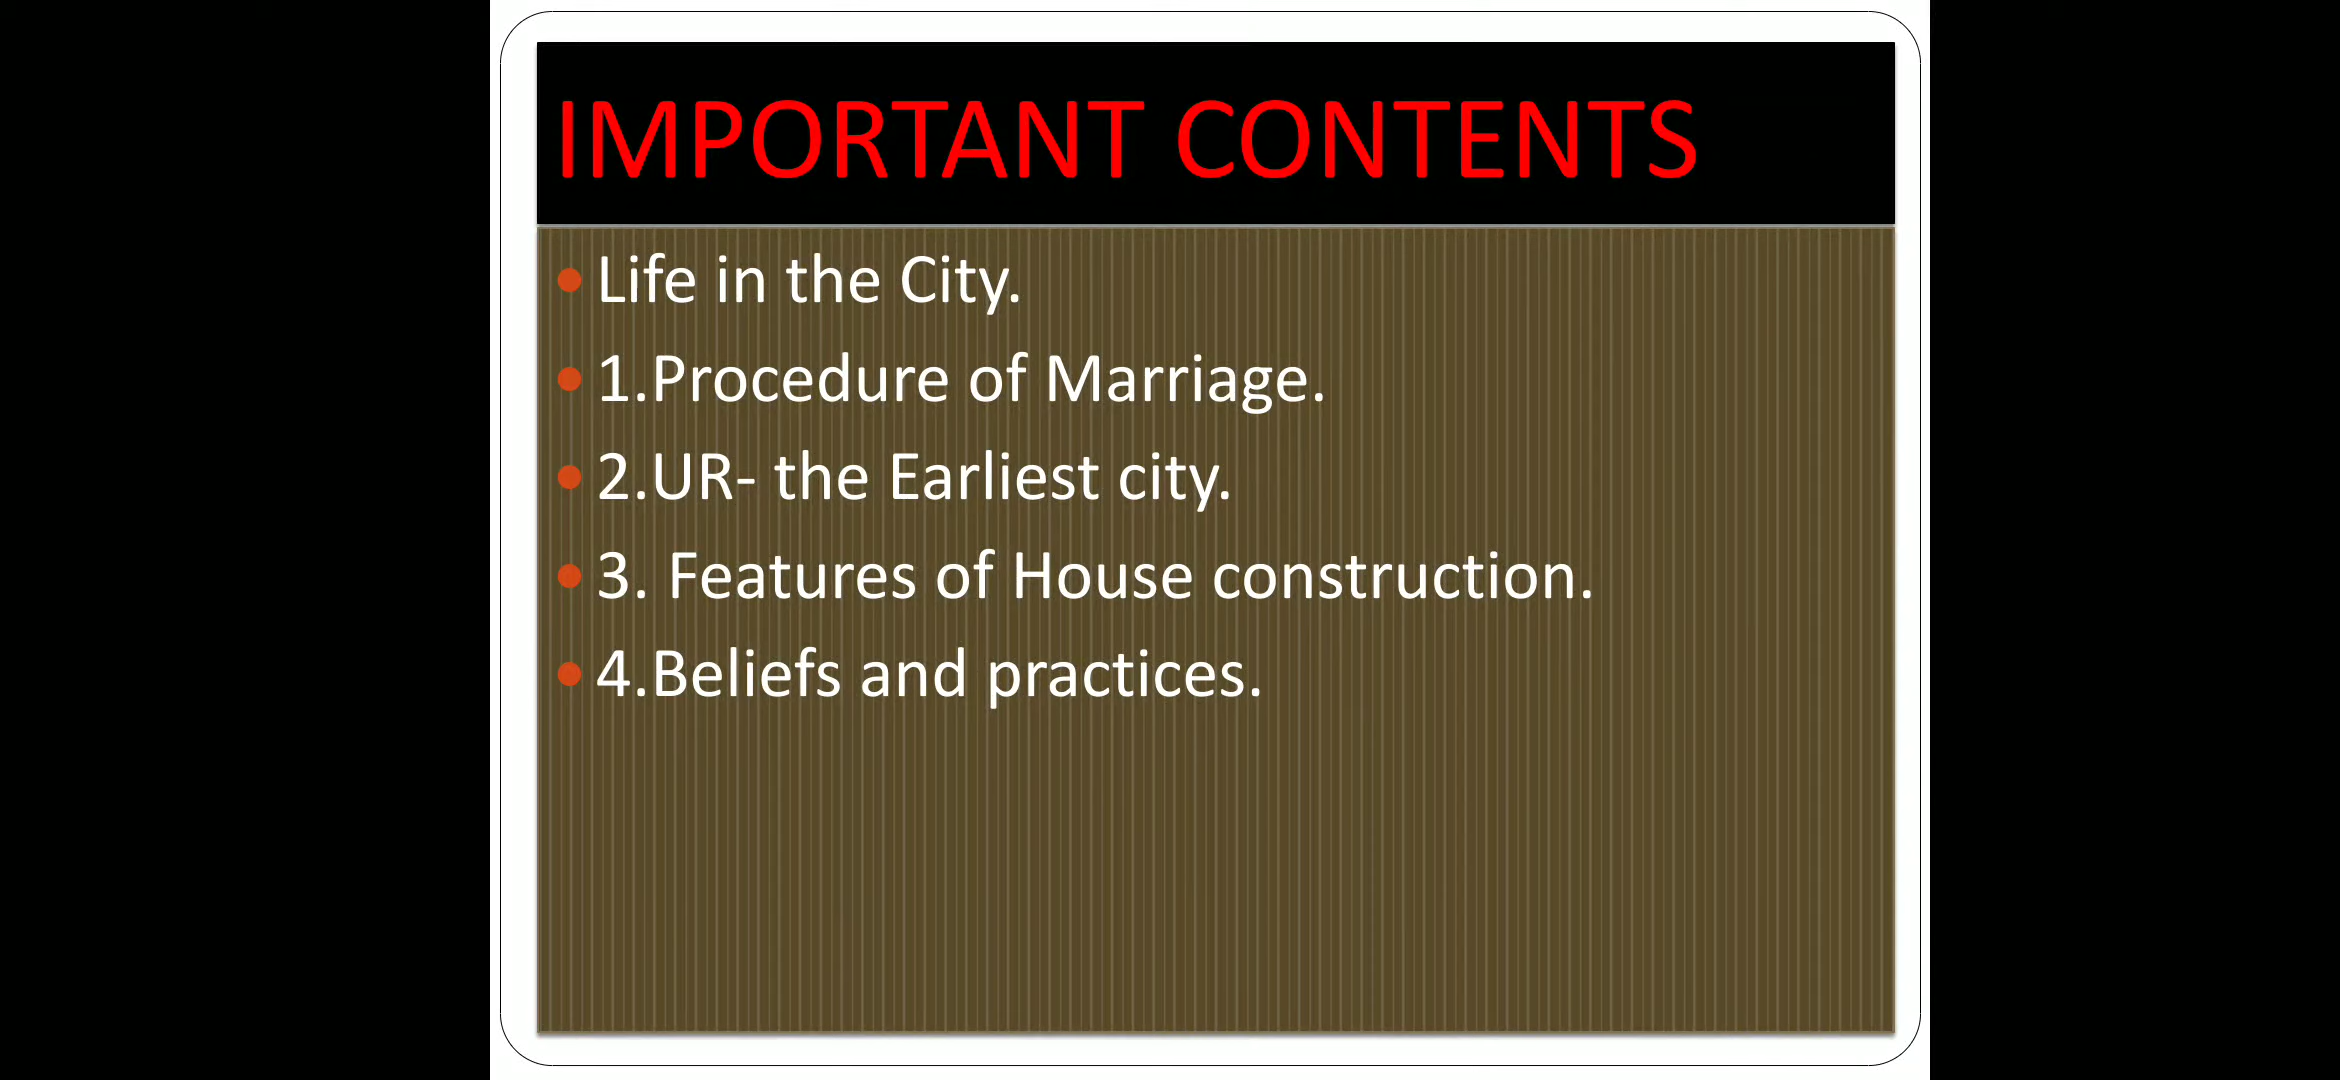 IMPORTANT CONTENTS
Life in the City.
1.Procedure of Marriage.
2.UR- the Earliest city.
3. Features of House construction.
4.Beliefs and practices.